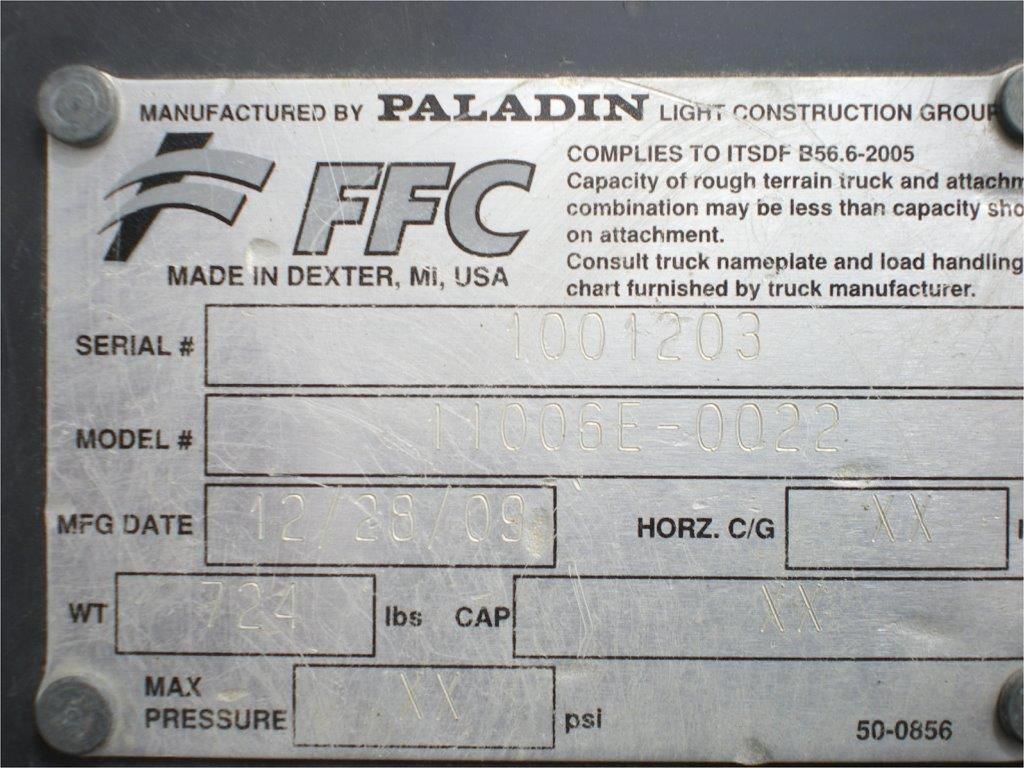 MANUFACTURED BY PALADIN LIGHT CONSTRUCTION GROUP
FFC
MADE IN DEXTER, MI, USA
COMPLIES TO ITSDF B56.6-2005
Capacity of rough terrain truck and attachm
combination may be less than capacity sho
on attachment.
Consult truck nameplate and load handling
chart furnished by truck manufacturer.
SERIAL # 1001203
MODEL # 11006E-0022
MFG DATE 12/28/09 HORZ. C/G XX
WT 724 lbs CAP XX
MAX
PRESSURE XX psi
50-0856